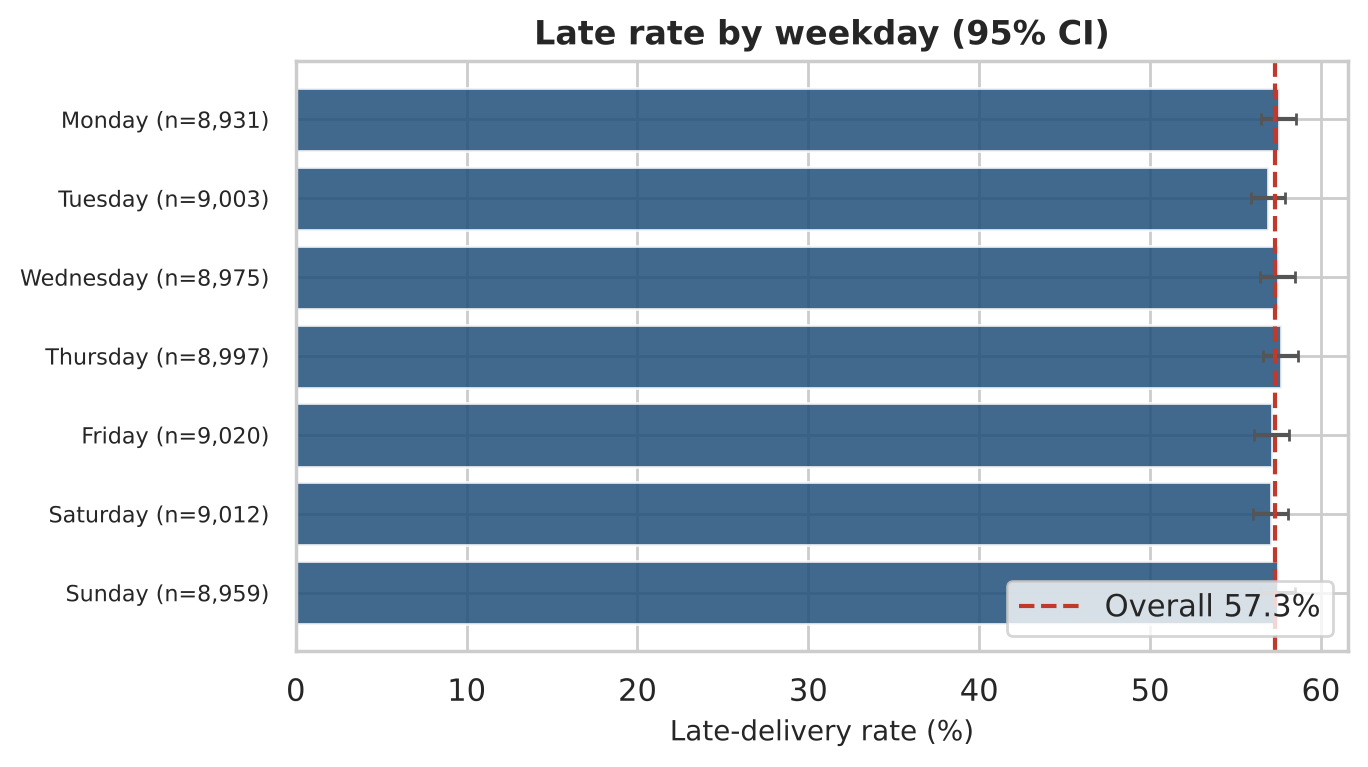 Late rate by weekday (95% CI)
Monday (n=8,931)
Tuesday (n=9,003)
Wednesday (n=8,975)
Thursday (n=8,997)
Friday (n=9,020)
Saturday (n=9,012)
Sunday (n=8,959)
Overall 57.3%
0 10 20 30 40 50 60
Late-delivery rate (%)